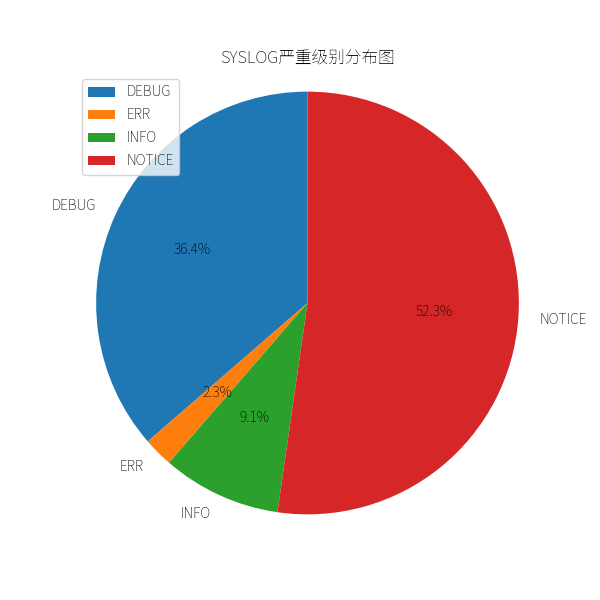 SYSLOG严重级别分布图
DEBUG
ERR
INFO
NOTICE
DEBUG
36.4%
52.3%
NOTICE
2.3%
9.1%
ERR
INFO